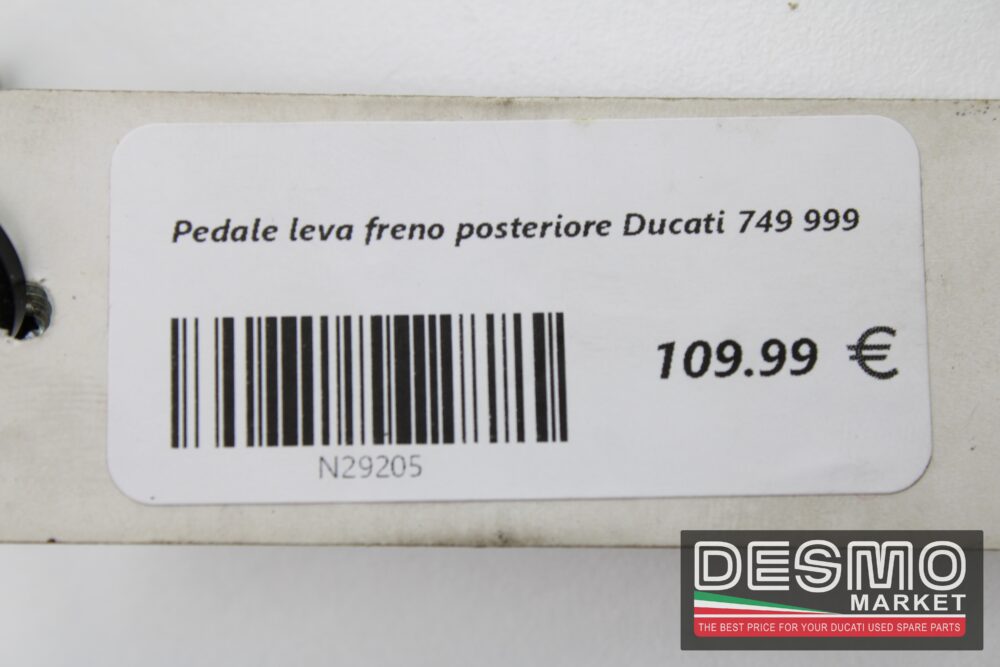 Pedale leva freno posteriore Ducati 749 999
109.99 €
N29205
DESMO
MARKET
THE BEST PRICE FOR YOUR DUCATI USED SPARE PARTS